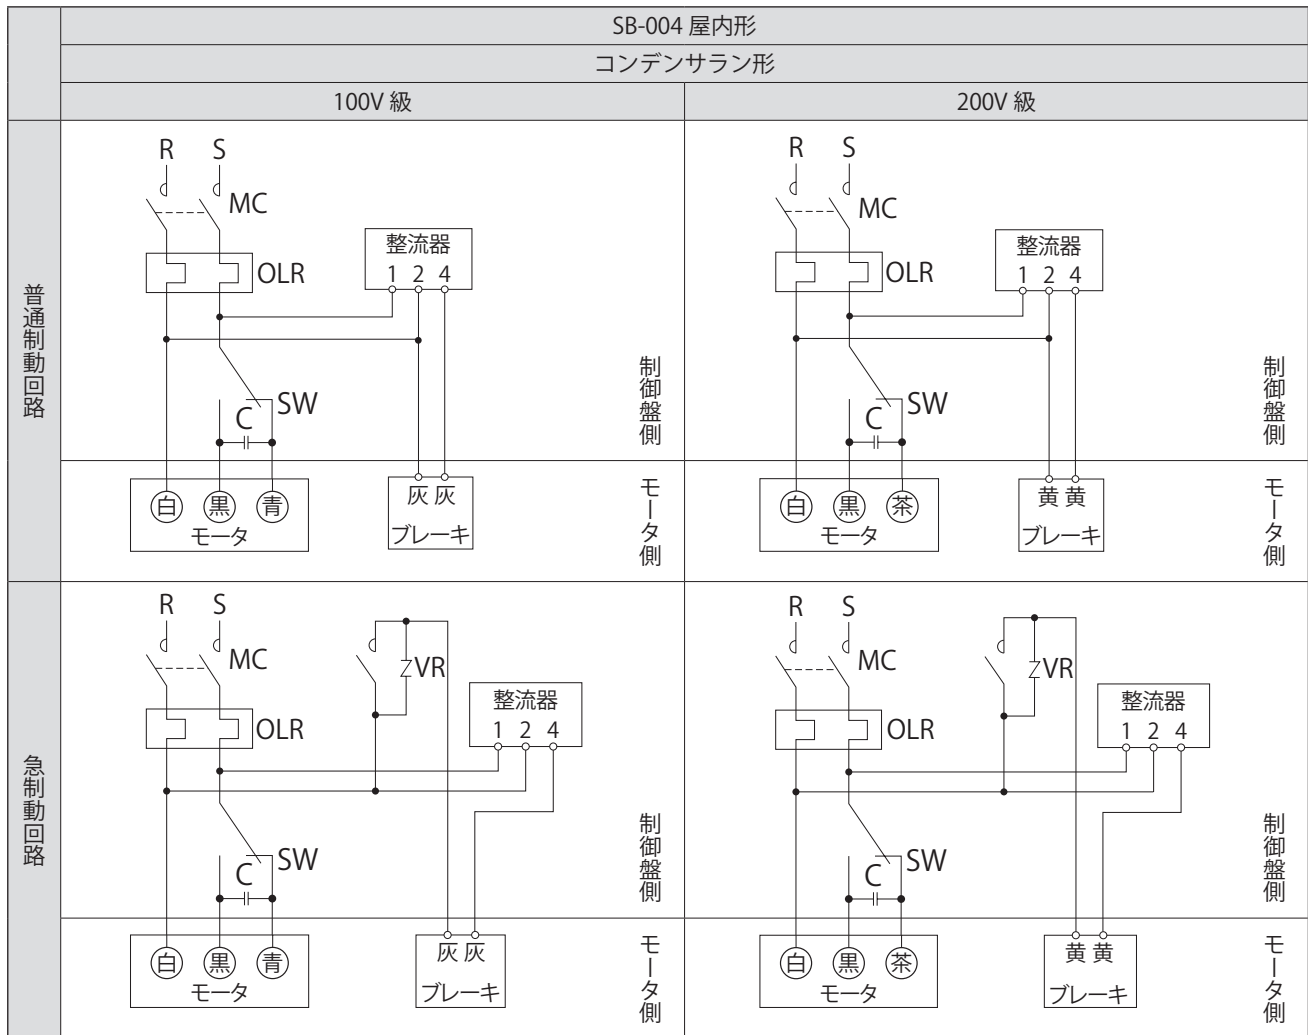 SB-004 屋内形
コンデンサラン形
100V 級
200V 級
普通制動回路
R S
MC
整流器
1 2 4
OLR
SW
C
制御盤側
白 黒 青
モータ
灰 灰
ブレーキ
モータ側
R S
MC
整流器
1 2 4
OLR
SW
C
制御盤側
白 黒 茶
モータ
黄 黄
ブレーキ
モータ側
急制動回路
R S
MC
VR
整流器
1 2 4
OLR
SW
C
制御盤側
白 黒 青
モータ
灰 灰
ブレーキ
モータ側
R S
MC
VR
整流器
1 2 4
OLR
SW
C
制御盤側
白 黒 茶
モータ
黄 黄
ブレーキ
モータ側